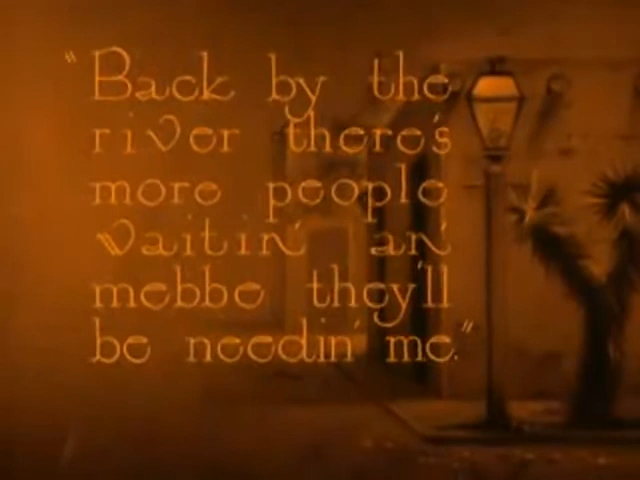 "Back by the
river there's
more people
waitin' an'
mebbe they'll
be needin' me."